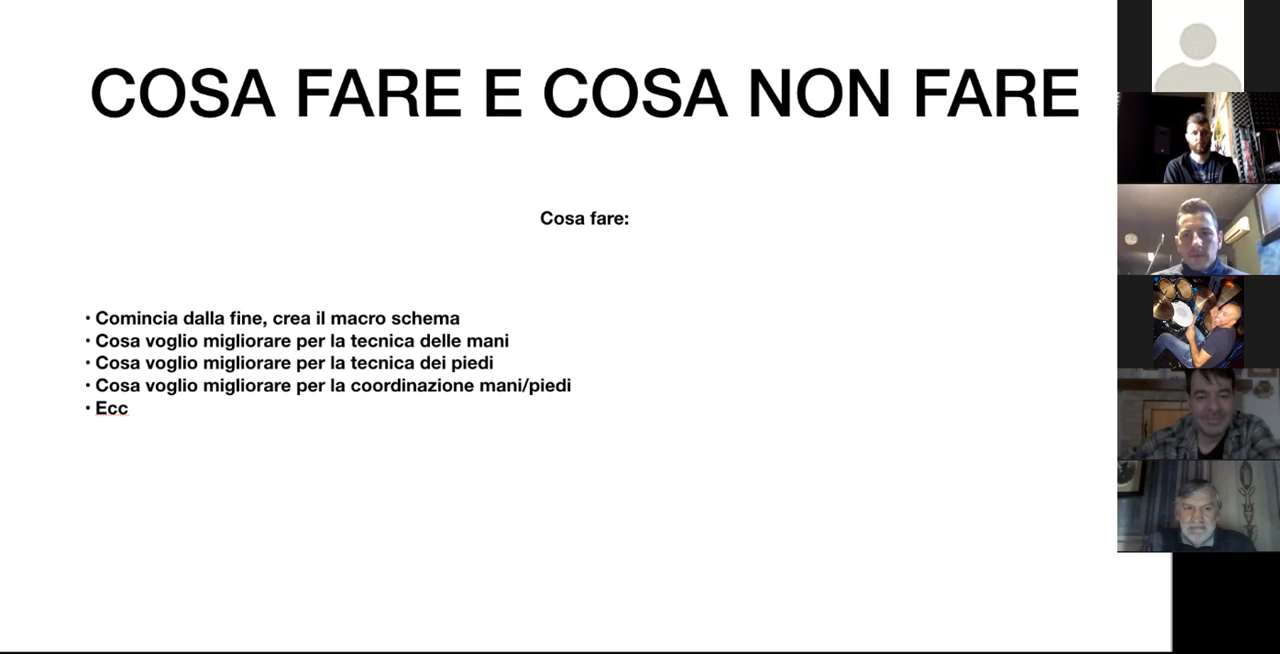 COSA FARE E COSA NON FARE
Cosa fare:
• Comincia dalla fine, crea il macro schema
• Cosa voglio migliorare per la tecnica delle mani
• Cosa voglio migliorare per la tecnica dei piedi
• Cosa voglio migliorare per la coordinazione mani/piedi
• Ecc